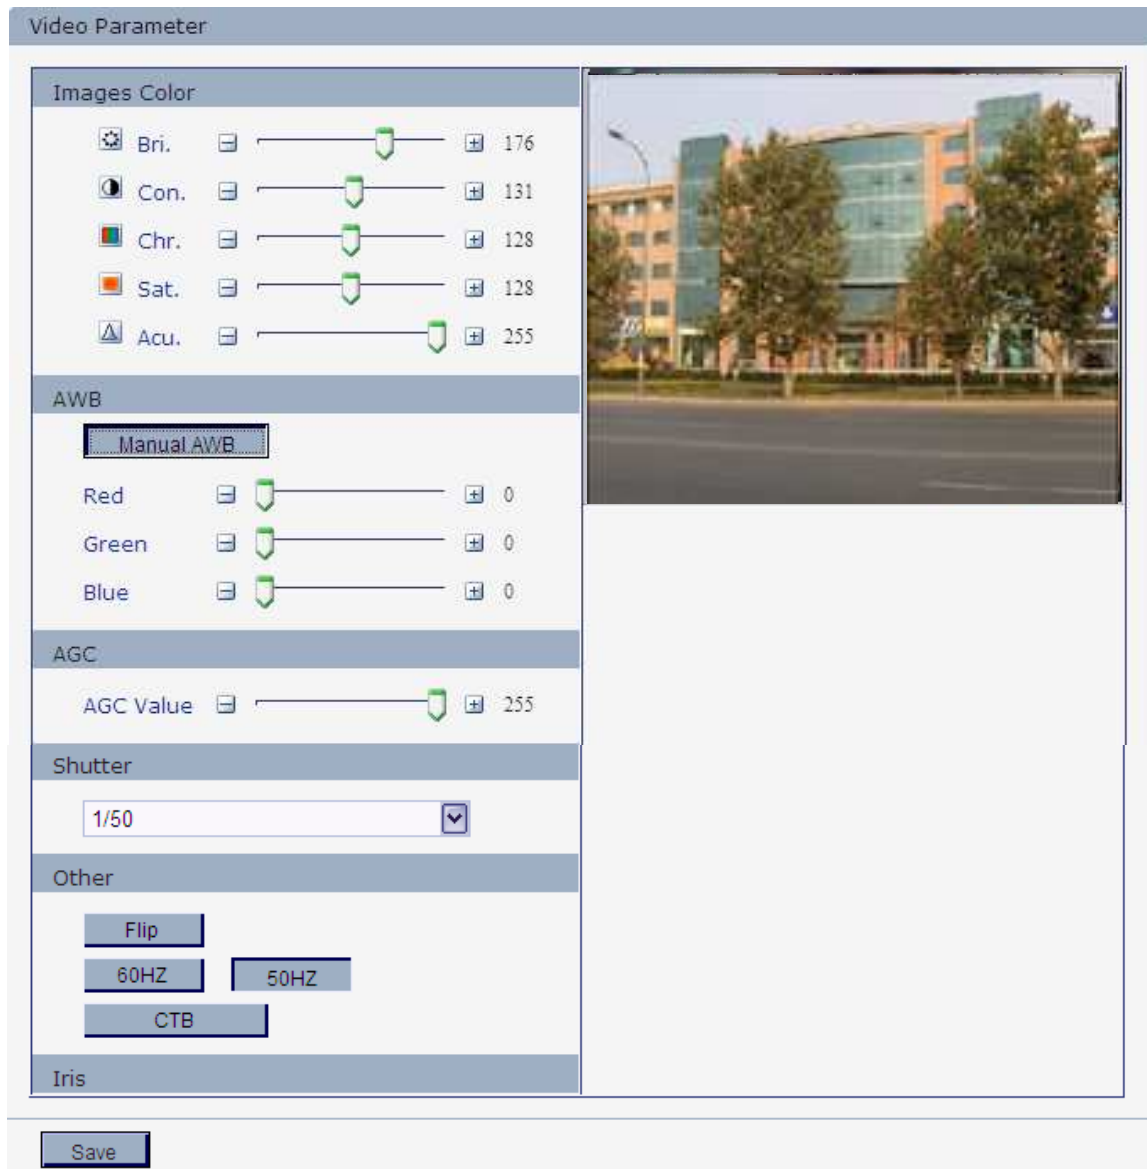 Video Parameter
Images Color
Bri. 176
Con. 131
Chr. 128
Sat. 128
Acu. 255
AWB
Manual AWB
Red 0
Green 0
Blue 0
AGC
AGC Value 255
Shutter
1/50
Other
Flip
60HZ 50HZ
CTB
Iris
Save